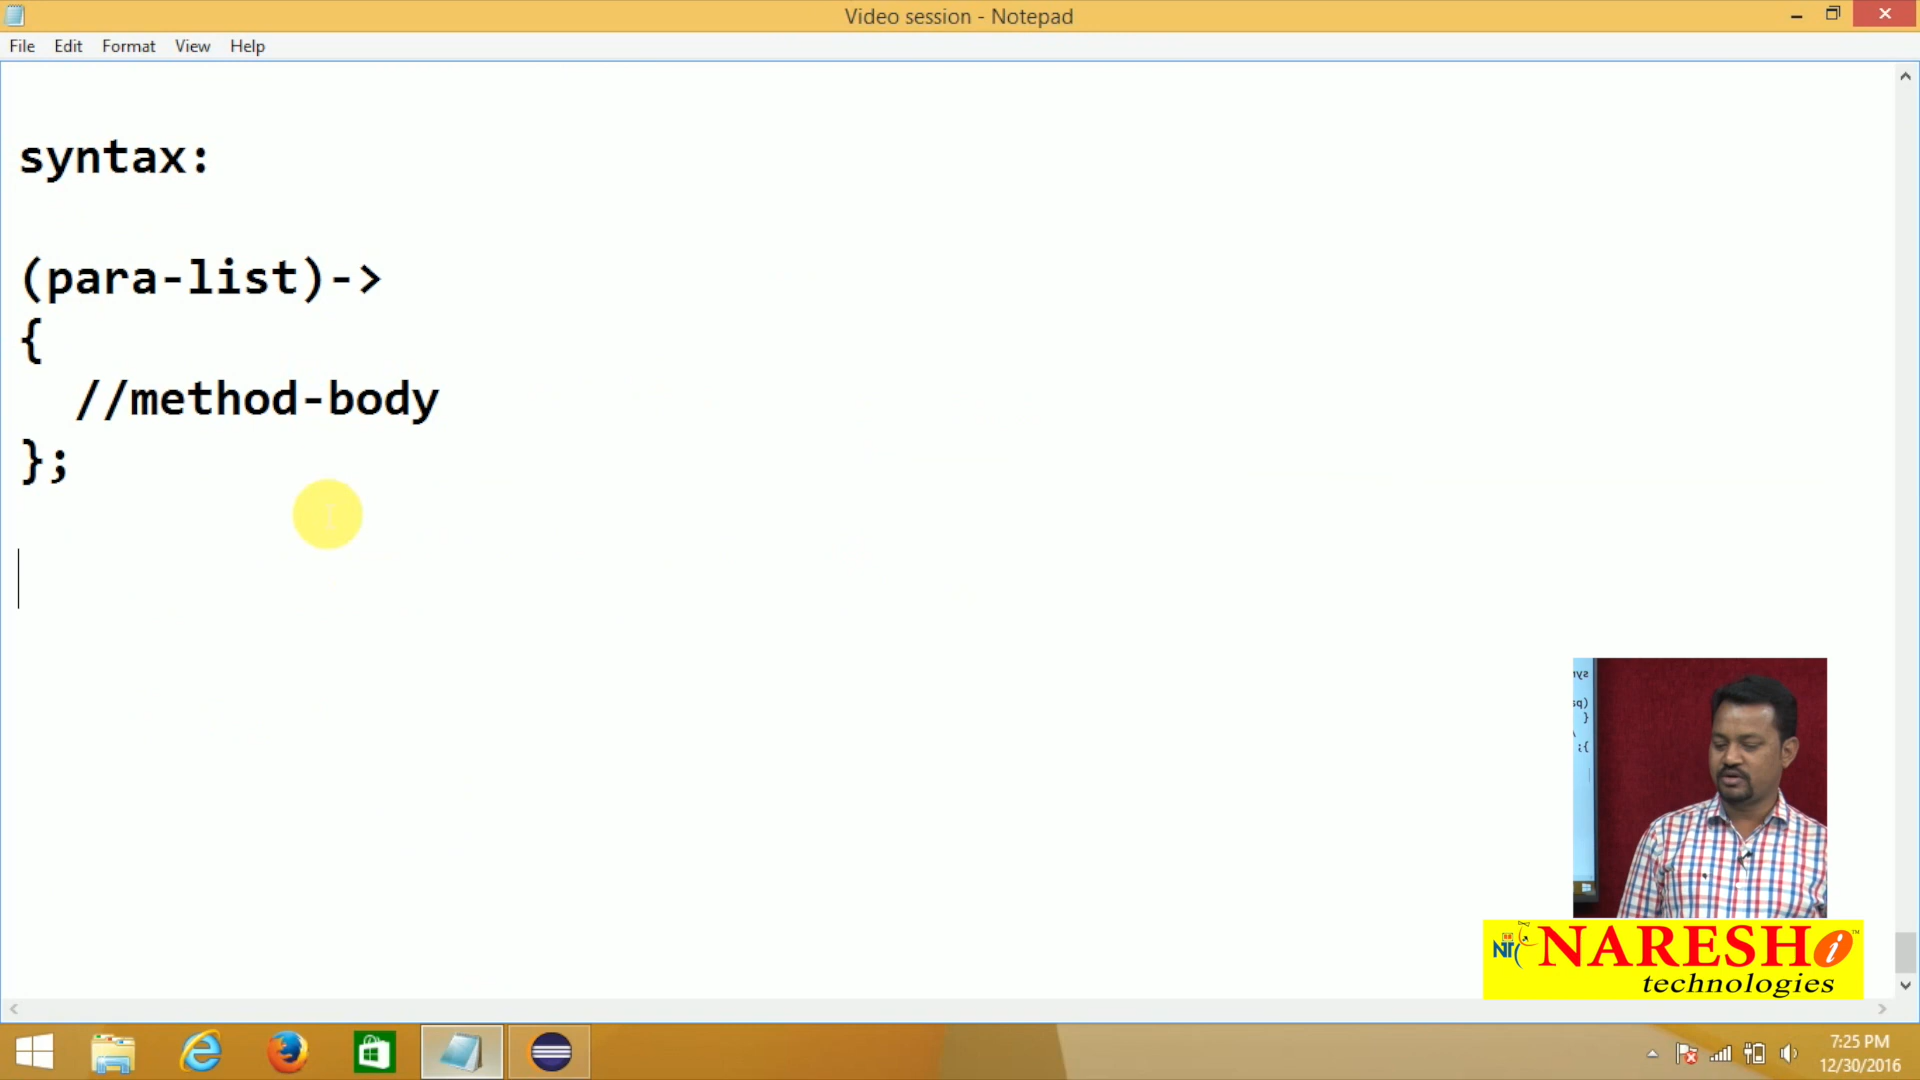 Video session - Notepad
File Edit Format View Help
syntax:
(para-list)->
{
//method-body
};
NARESH i ™
technologies
7:25 PM
12/30/2016